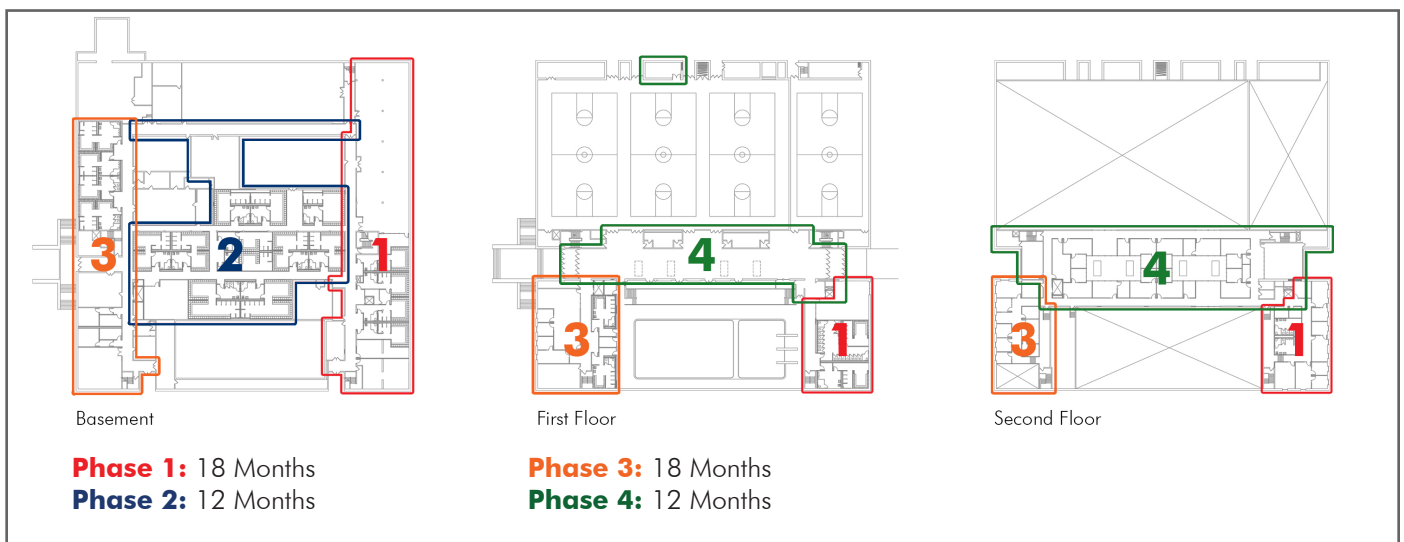 3
2
1
Basement
4
3
1
First Floor
4
3
1
Second Floor
Phase 1: 18 Months
Phase 2: 12 Months
Phase 3: 18 Months
Phase 4: 12 Months